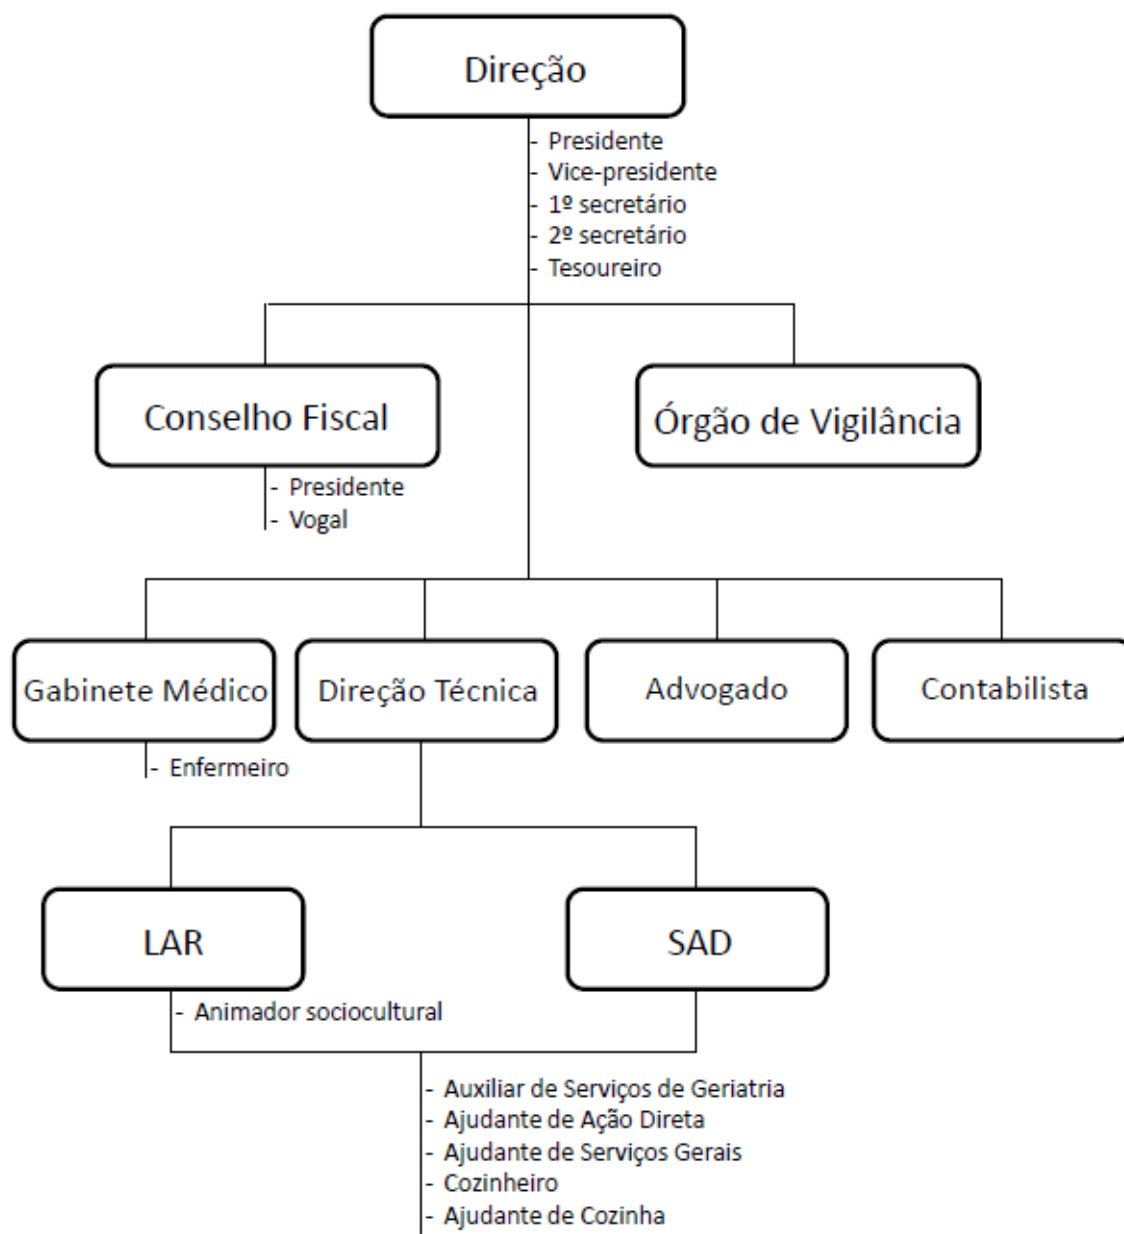 Direção
- Presidente
- Vice-presidente
- 1º secretário
- 2º secretário
- Tesoureiro
Conselho Fiscal
Órgão de Vigilância
- Presidente
- Vogal
Gabinete Médico
Direção Técnica
Advogado
Contabilista
- Enfermeiro
LAR
SAD
- Animador sociocultural
- Auxiliar de Serviços de Geriatria
- Ajudante de Ação Direta
- Ajudante de Serviços Gerais
- Cozinheiro
- Ajudante de Cozinha